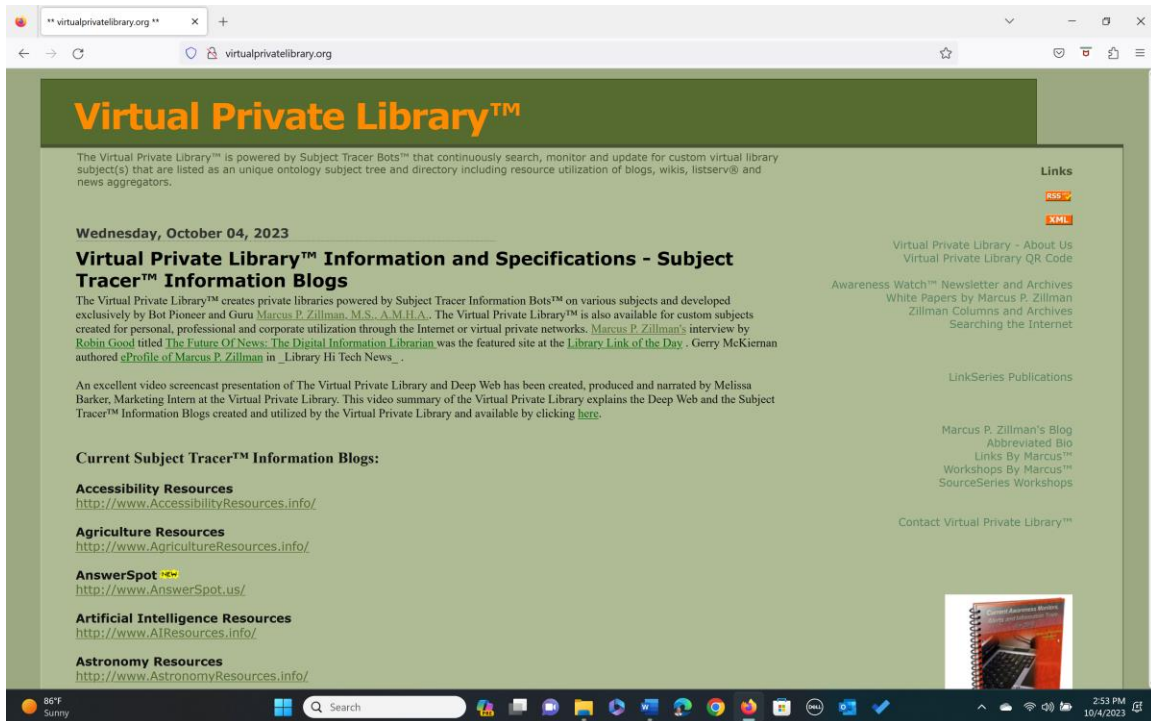 ** virtualprivatelibrary.org **
virtualprivatelibrary.org
Virtual Private Library™
The Virtual Private Library™ is powered by Subject Tracer Bots™ that continuously search, monitor and update for custom virtual library
subject(s) that are listed as an unique ontology subject tree and directory including resource utilization of blogs, wikis, listserv® and
news aggregators.
Wednesday, October 04, 2023
Virtual Private Library™ Information and Specifications - Subject
Tracer™ Information Blogs
The Virtual Private Library™ creates private libraries powered by Subject Tracer Information Bots™ on various subjects and developed
exclusively by Bot Pioneer and Guru Marcus P. Zillman, M.S., A.M.H.A.. The Virtual Private Library™ is also available for custom subjects
created for personal, professional and corporate utilization through the Internet or virtual private networks. Marcus P. Zillman's interview by
Robin Good titled The Future Of News: The Digital Information Librarian was the featured site at the Library Link of the Day . Gerry McKiernan
authored eProfile of Marcus P. Zillman in _Library Hi Tech News_ .
An excellent video screencast presentation of The Virtual Private Library and Deep Web has been created, produced and narrated by Melissa
Barker, Marketing Intern at the Virtual Private Library. This video summary of the Virtual Private Library explains the Deep Web and the Subject
Tracer™ Information Blogs created and utilized by the Virtual Private Library and available by clicking here.
Current Subject Tracer™ Information Blogs:
Accessibility Resources
http://www.AccessibilityResources.info/
Agriculture Resources
http://www.AgricultureResources.info/
AnswerSpot NEW
http://www.AnswerSpot.us/
Artificial Intelligence Resources
http://www.AIResources.info/
Astronomy Resources
http://www.AstronomyResources.info/
Links
RSS
XML
Virtual Private Library - About Us
Virtual Private Library QR Code
Awareness Watch™ Newsletter and Archives
White Papers by Marcus P. Zillman
Zillman Columns and Archives
Searching the Internet
LinkSeries Publications
Marcus P. Zillman's Blog
Abbreviated Bio
Links By Marcus™
Workshops By Marcus™
SourceSeries Workshops
Contact Virtual Private Library™
Current Awareness Monitors
86°F
Sunny
Search
DELL
2:53 PM
10/4/2023